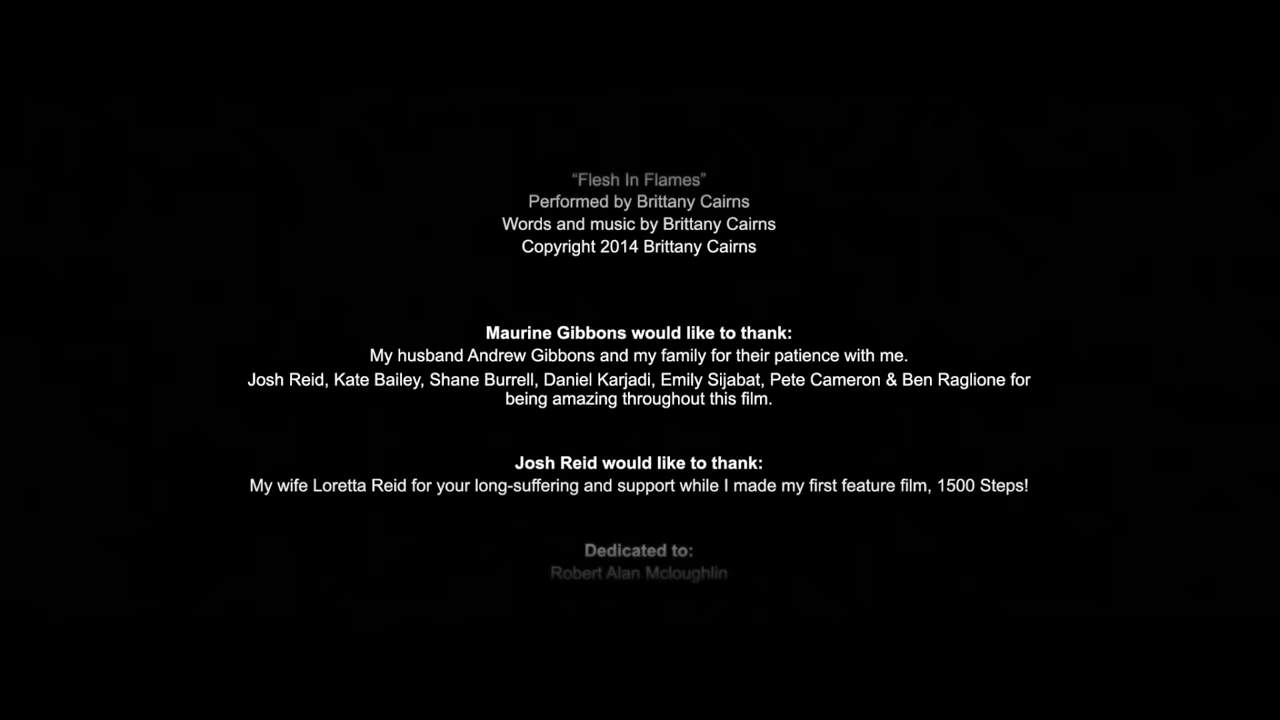 “Flesh In Flames”
Performed by Brittany Cairns
Words and music by Brittany Cairns
Copyright 2014 Brittany Cairns
Maurine Gibbons would like to thank:
My husband Andrew Gibbons and my family for their patience with me.
Josh Reid, Kate Bailey, Shane Burrell, Daniel Karjadi, Emily Sijabat, Pete Cameron & Ben Raglione for
being amazing throughout this film.
Josh Reid would like to thank:
My wife Loretta Reid for your long-suffering and support while I made my first feature film, 1500 Steps!
Dedicated to:
Robert Alan Mcloughlin